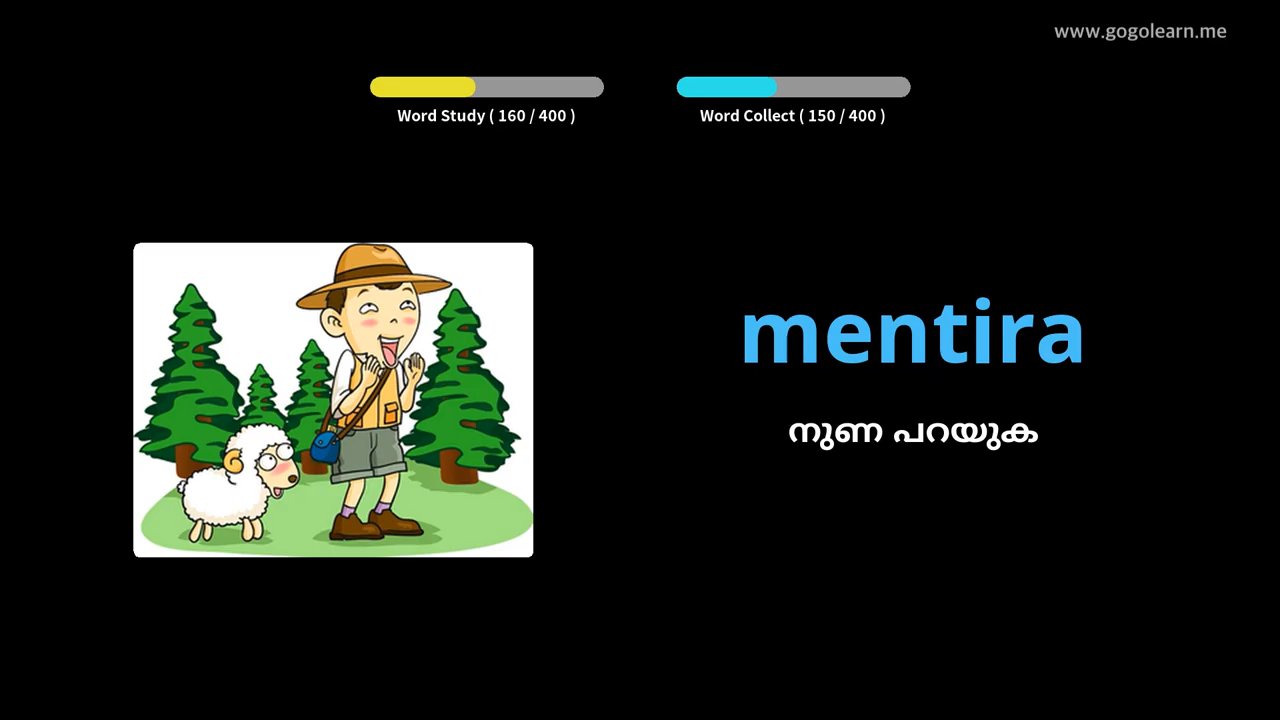 www.gogolearn.me
Word Study ( 160 / 400 )
Word Collect ( 150 / 400 )
mentira
നുണ പറയുക